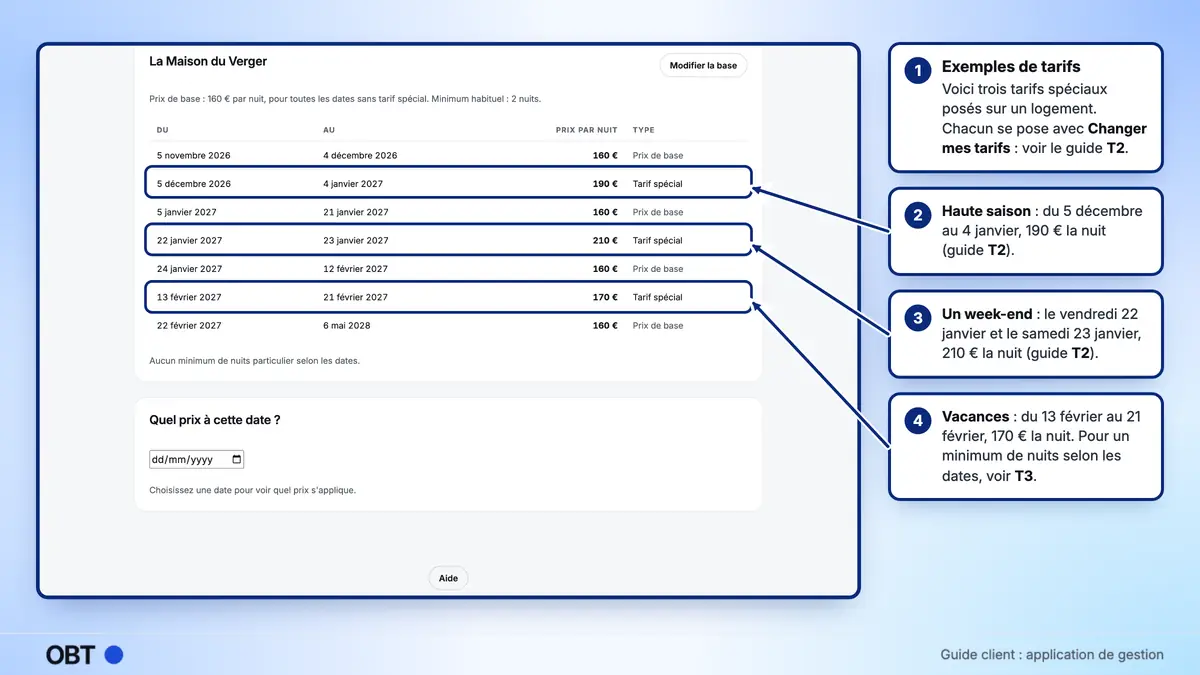 La Maison du Verger
Modifier la base
Prix de base : 160 € par nuit, pour toutes les dates sans tarif spécial. Minimum habituel : 2 nuits.
DU AU PRIX PAR NUIT TYPE
5 novembre 2026 4 décembre 2026 160 € Prix de base
5 décembre 2026 4 janvier 2027 190 € Tarif spécial
5 janvier 2027 21 janvier 2027 160 € Prix de base
22 janvier 2027 23 janvier 2027 210 € Tarif spécial
24 janvier 2027 12 février 2027 160 € Prix de base
13 février 2027 21 février 2027 170 € Tarif spécial
22 février 2027 6 mai 2028 160 € Prix de base
Aucun minimum de nuits particulier selon les dates.
Quel prix à cette date ?
dd/mm/yyyy
Choisissez une date pour voir quel prix s'applique.
Aide
1 Exemples de tarifs
Voici trois tarifs spéciaux
posés sur un logement.
Chacun se pose avec Changer
mes tarifs : voir le guide T2.
2 Haute saison : du 5 décembre
au 4 janvier, 190 € la nuit
(guide T2).
3 Un week-end : le vendredi 22
janvier et le samedi 23 janvier,
210 € la nuit (guide T2).
4 Vacances : du 13 février au 21
février, 170 € la nuit. Pour un
minimum de nuits selon les
dates, voir T3.
OBT
Guide client : application de gestion